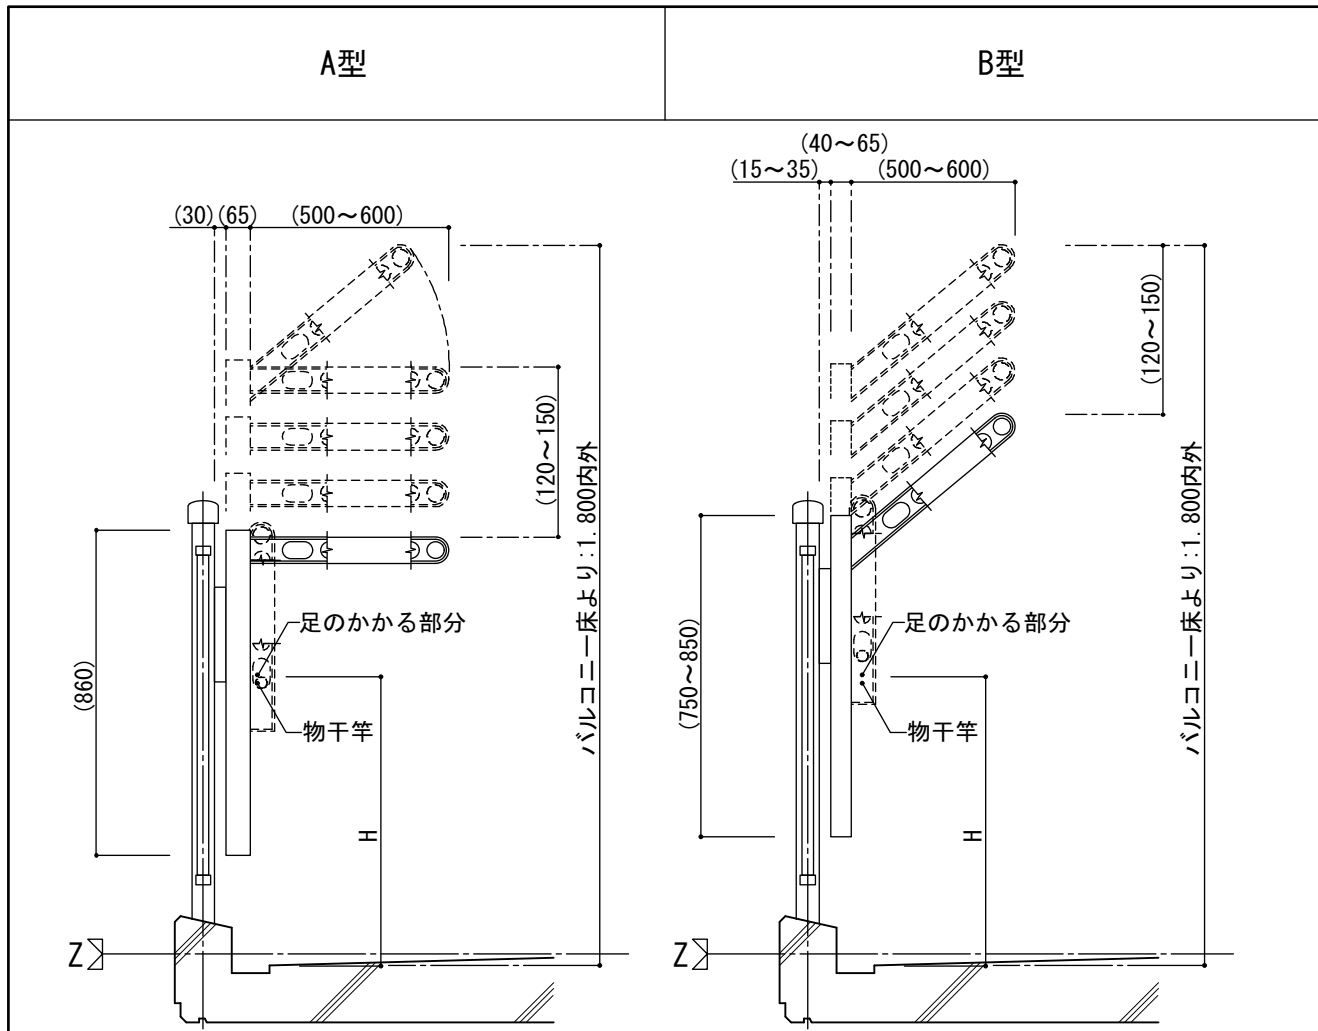 A型
B型
(30)
(65)
(500～600)
(120～150)
バルコニー床より:1.800内外
(860)
足のかかる部分
物干竿
H
Z
(40～65)
(15～35)
(500～600)
(120～150)
バルコニー床より:1.800内外
(750～850)
足のかかる部分
物干竿
H
Z